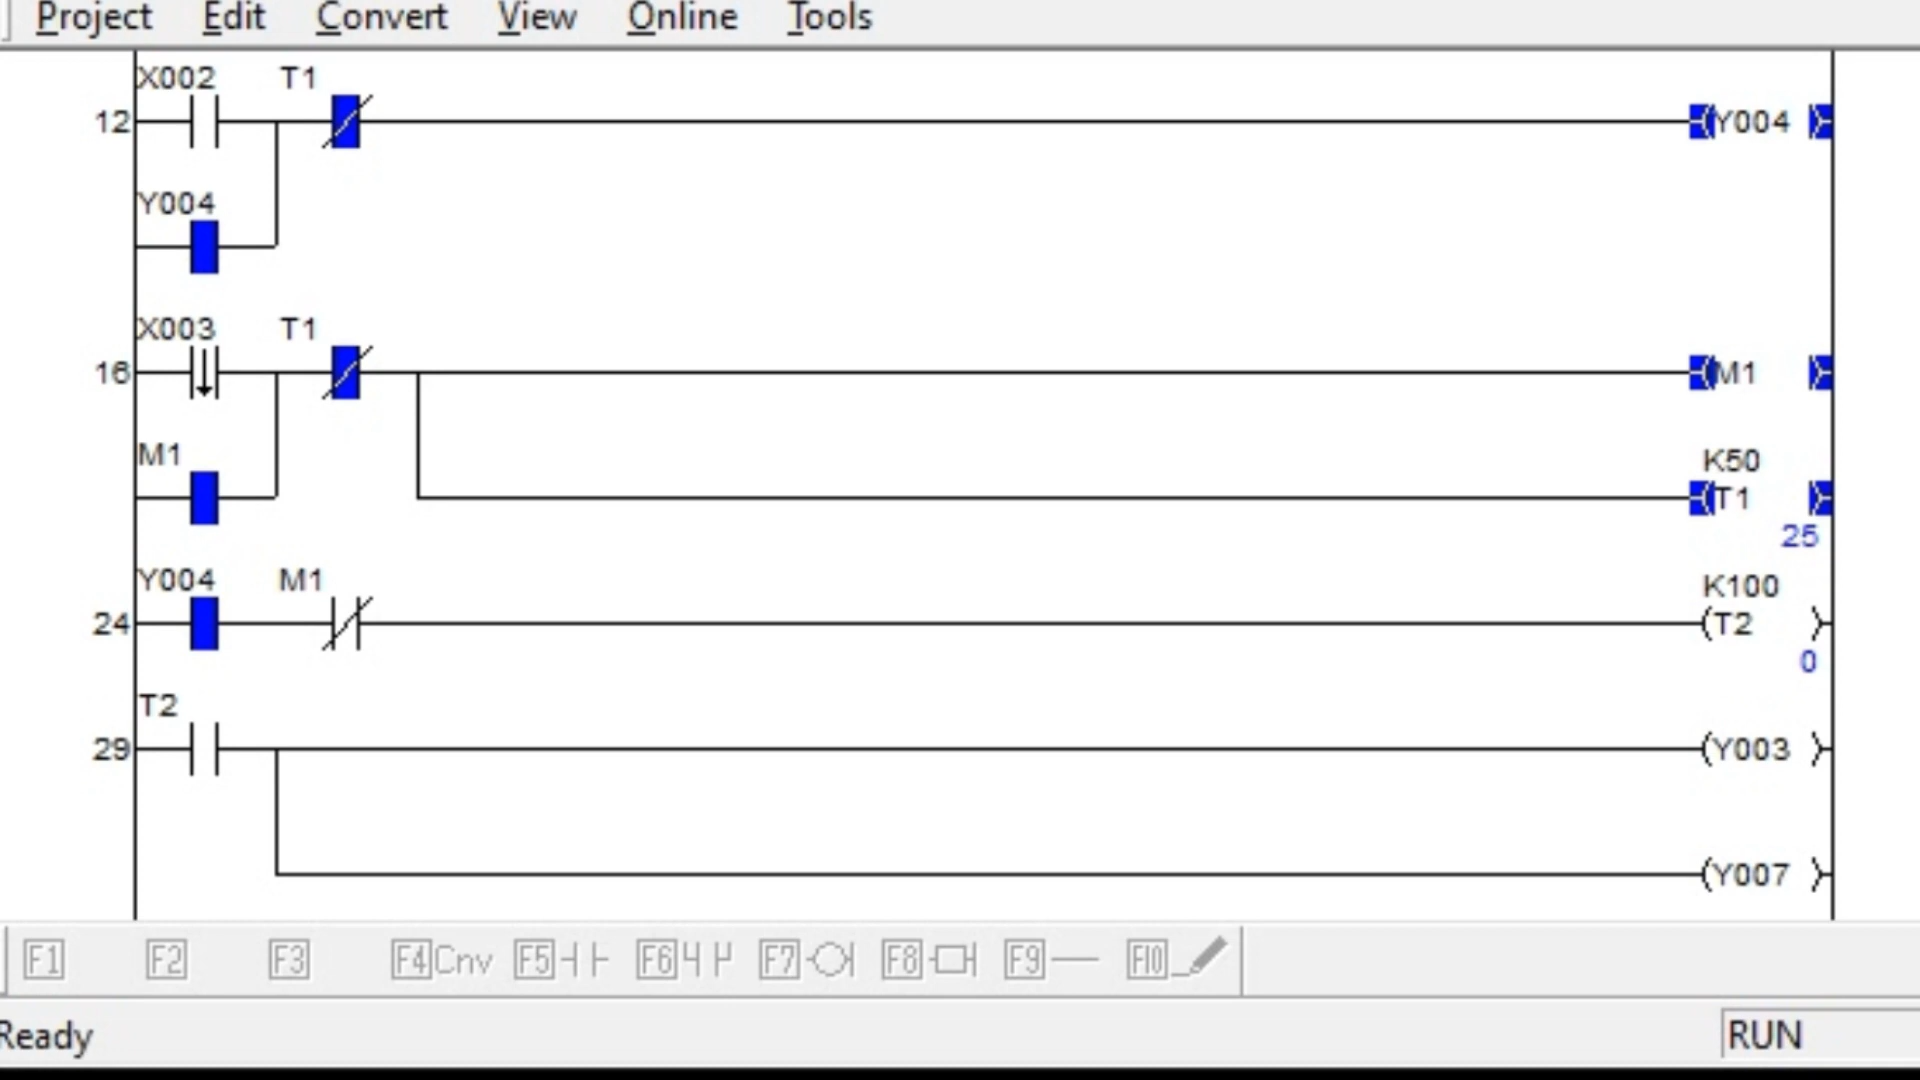 Project Edit Convert View Online Tools
X002 T1
12 Y004
Y004
X003 T1
16 M1
M1 K50
T1
25
Y004 M1 K100
24 T2
0
T2
29 Y003
Y007
F1 F2 F3 F4Cnv F5 F6 F7 F8 F9 F10
Ready RUN